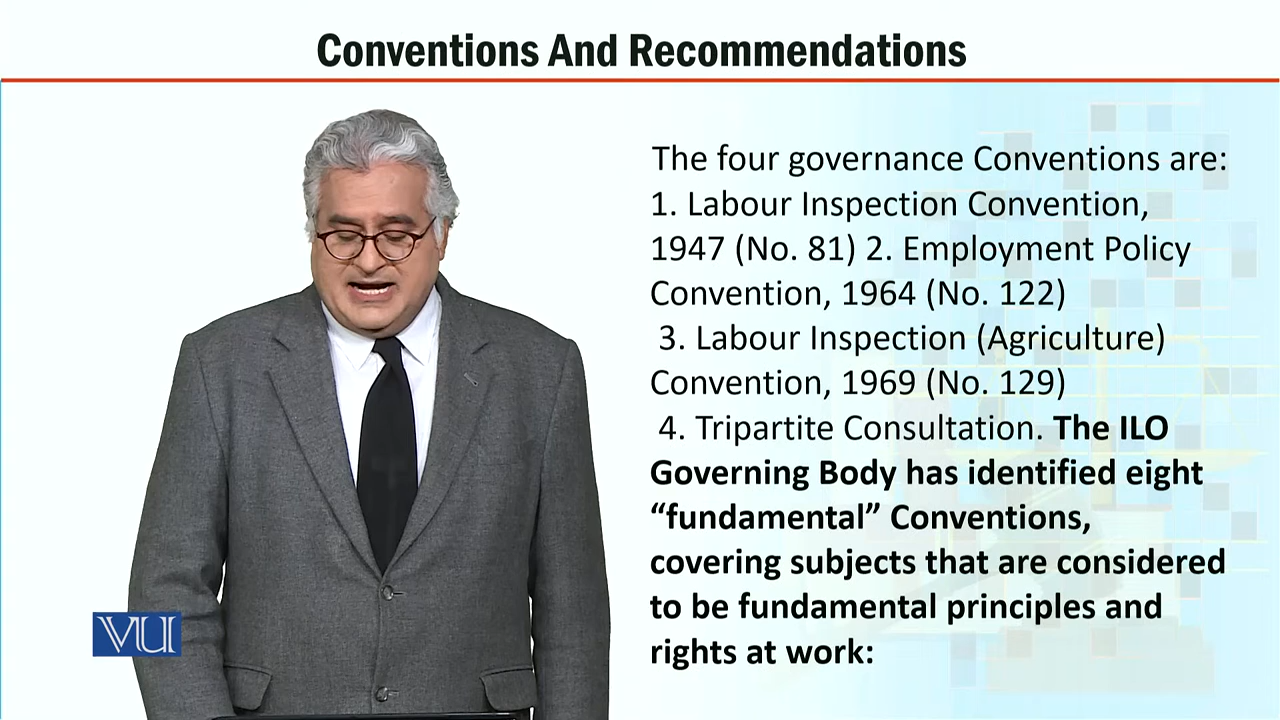 Conventions And Recommendations
The four governance Conventions are:
1. Labour Inspection Convention,
1947 (No. 81) 2. Employment Policy
Convention, 1964 (No. 122)
3. Labour Inspection (Agriculture)
Convention, 1969 (No. 129)
4. Tripartite Consultation. The ILO
Governing Body has identified eight
“fundamental” Conventions,
covering subjects that are considered
to be fundamental principles and
rights at work:
VU